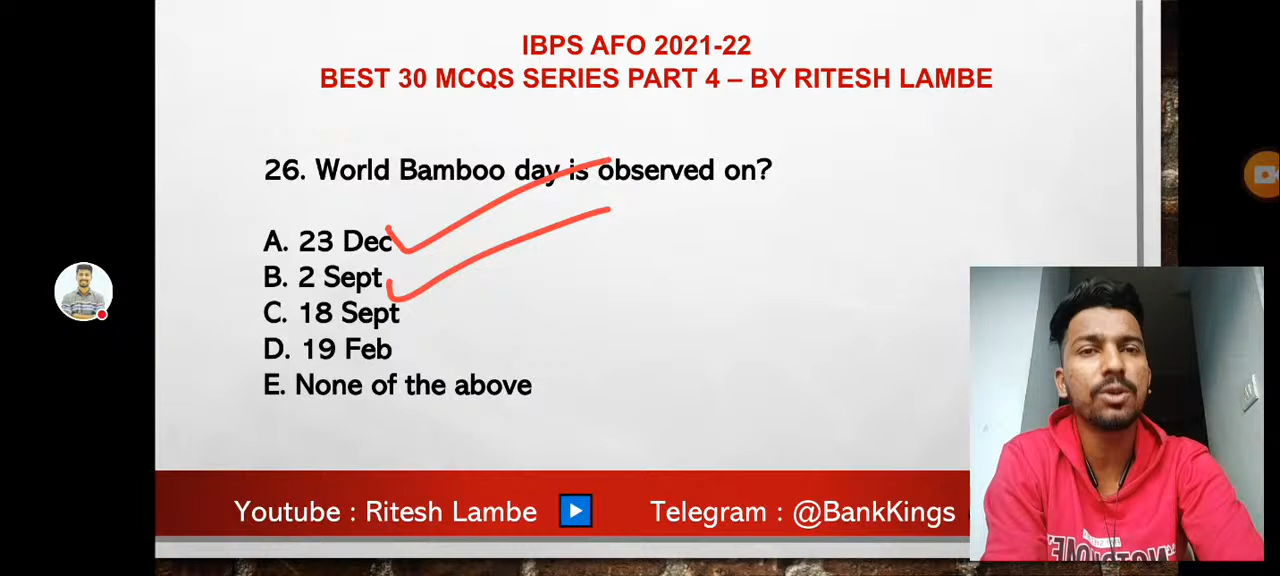 IBPS AFO 2021-22
BEST 30 MCQS SERIES PART 4 – BY RITESH LAMBE
26. World Bamboo day is observed on?
A. 23 Dec
B. 2 Sept
C. 18 Sept
D. 19 Feb
E. None of the above
Youtube : Ritesh Lambe
Telegram : @BankKings